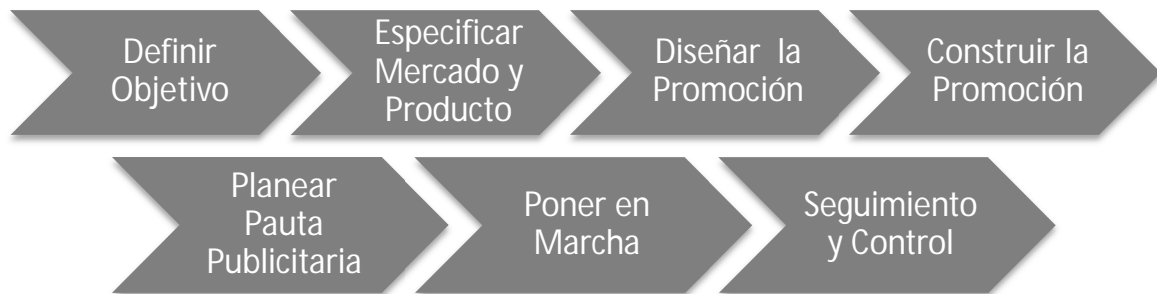 Definir
Objetivo
Especificar
Mercado y
Producto
Diseñar la
Promoción
Construir la
Promoción
Planear
Pauta
Publicitaria
Poner en
Marcha
Seguimiento
y Control